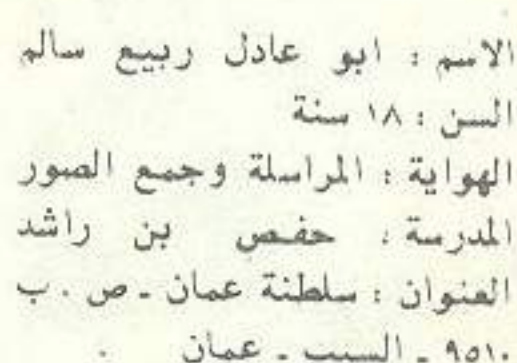 الاسم : ابو عادل ربيع سالم
السن : ١٨ سنة
الهواية : المراسلة وجمع الصور
المدرسة : حفص بن راشد
العنوان : سلطنة عمان ـ ص . ب
٩٥١٠ ـ السيب ـ عمان .